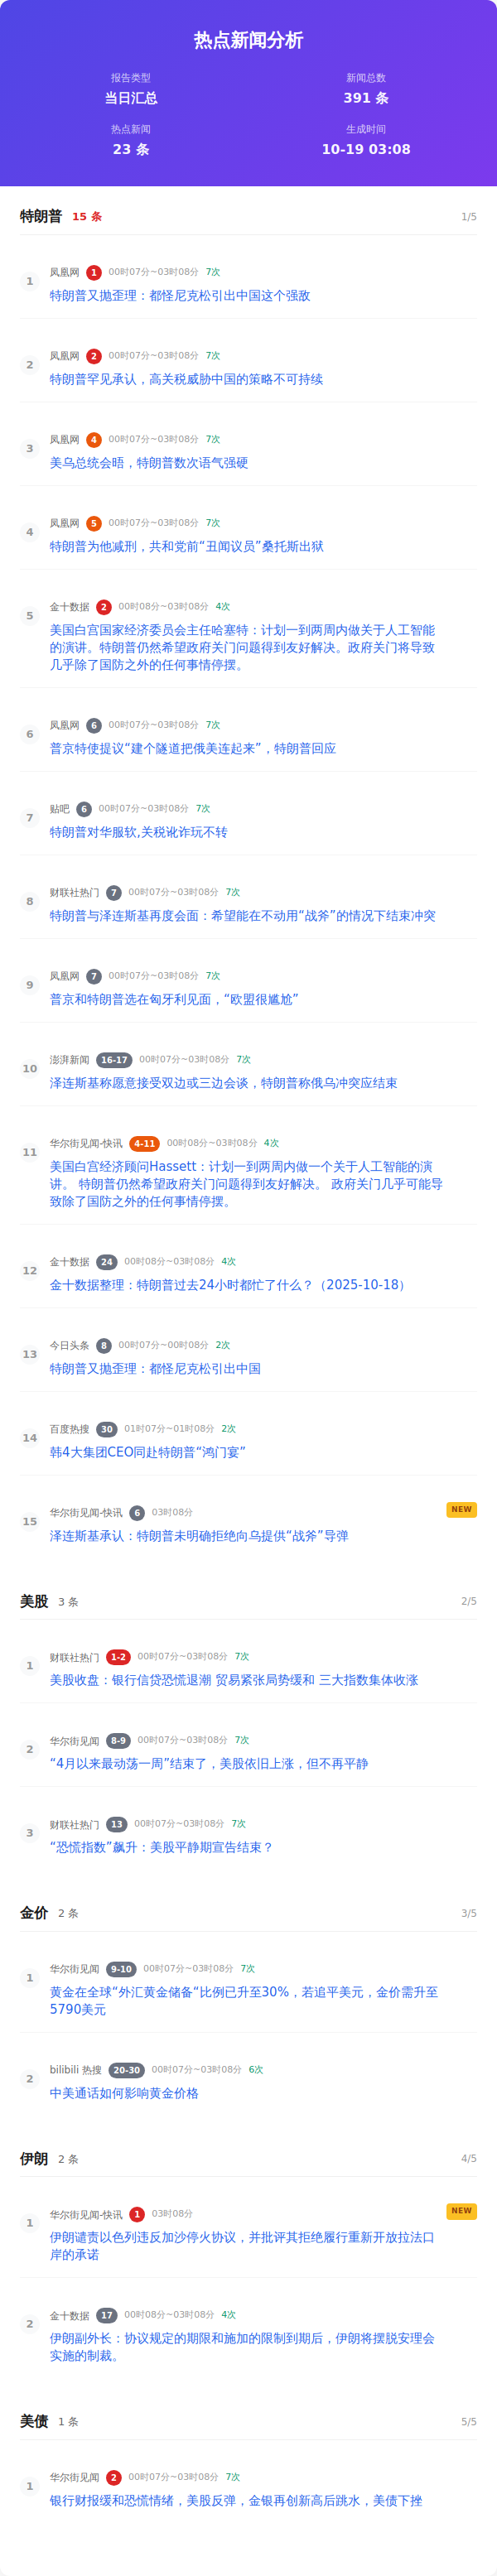 热点新闻分析
报告类型
当日汇总
新闻总数
391 条
热点新闻
23 条
生成时间
10-19 03:08
特朗普 15 条 1/5
1
凤凰网 1 00时07分~03时08分 7次
特朗普又抛歪理：都怪尼克松引出中国这个强敌
2
凤凰网 2 00时07分~03时08分 7次
特朗普罕见承认，高关税威胁中国的策略不可持续
3
凤凰网 4 00时07分~03时08分 7次
美乌总统会晤，特朗普数次语气强硬
4
凤凰网 5 00时07分~03时08分 7次
特朗普为他减刑，共和党前“丑闻议员”桑托斯出狱
5
金十数据 2 00时08分~03时08分 4次
美国白宫国家经济委员会主任哈塞特：计划一到两周内做关于人工智能
的演讲。特朗普仍然希望政府关门问题得到友好解决。政府关门将导致
几乎除了国防之外的任何事情停摆。
6
凤凰网 6 00时07分~03时08分 7次
普京特使提议“建个隧道把俄美连起来”，特朗普回应
7
贴吧 6 00时07分~03时08分 7次
特朗普对华服软,关税讹诈玩不转
8
财联社热门 7 00时07分~03时08分 7次
特朗普与泽连斯基再度会面：希望能在不动用“战斧”的情况下结束冲突
9
凤凰网 7 00时07分~03时08分 7次
普京和特朗普选在匈牙利见面，“欧盟很尴尬”
10
澎湃新闻 16-17 00时07分~03时08分 7次
泽连斯基称愿意接受双边或三边会谈，特朗普称俄乌冲突应结束
11
华尔街见闻-快讯 4-11 00时08分~03时08分 4次
美国白宫经济顾问Hassett：计划一到两周内做一个关于人工智能的演
讲。 特朗普仍然希望政府关门问题得到友好解决。 政府关门几乎可能导
致除了国防之外的任何事情停摆。
12
金十数据 24 00时08分~03时08分 4次
金十数据整理：特朗普过去24小时都忙了什么？（2025-10-18）
13
今日头条 8 00时07分~00时08分 2次
特朗普又抛歪理：都怪尼克松引出中国
14
百度热搜 30 01时07分~01时08分 2次
韩4大集团CEO同赴特朗普“鸿门宴”
15
华尔街见闻-快讯 6 03时08分 NEW
泽连斯基承认：特朗普未明确拒绝向乌提供“战斧”导弹
美股 3 条 2/5
1
财联社热门 1-2 00时07分~03时08分 7次
美股收盘：银行信贷恐慌退潮 贸易紧张局势缓和 三大指数集体收涨
2
华尔街见闻 8-9 00时07分~03时08分 7次
“4月以来最动荡一周”结束了，美股依旧上涨，但不再平静
3
财联社热门 13 00时07分~03时08分 7次
“恐慌指数”飙升：美股平静期宣告结束？
金价 2 条 3/5
1
华尔街见闻 9-10 00时07分~03时08分 7次
黄金在全球“外汇黄金储备“比例已升至30%，若追平美元，金价需升至
5790美元
2
bilibili 热搜 20-30 00时07分~03时08分 6次
中美通话如何影响黄金价格
伊朗 2 条 4/5
1
华尔街见闻-快讯 1 03时08分 NEW
伊朗谴责以色列违反加沙停火协议，并批评其拒绝履行重新开放拉法口
岸的承诺
2
金十数据 17 00时08分~03时08分 4次
伊朗副外长：协议规定的期限和施加的限制到期后，伊朗将摆脱安理会
实施的制裁。
美债 1 条 5/5
1
华尔街见闻 2 00时07分~03时08分 7次
银行财报缓和恐慌情绪，美股反弹，金银再创新高后跳水，美债下挫